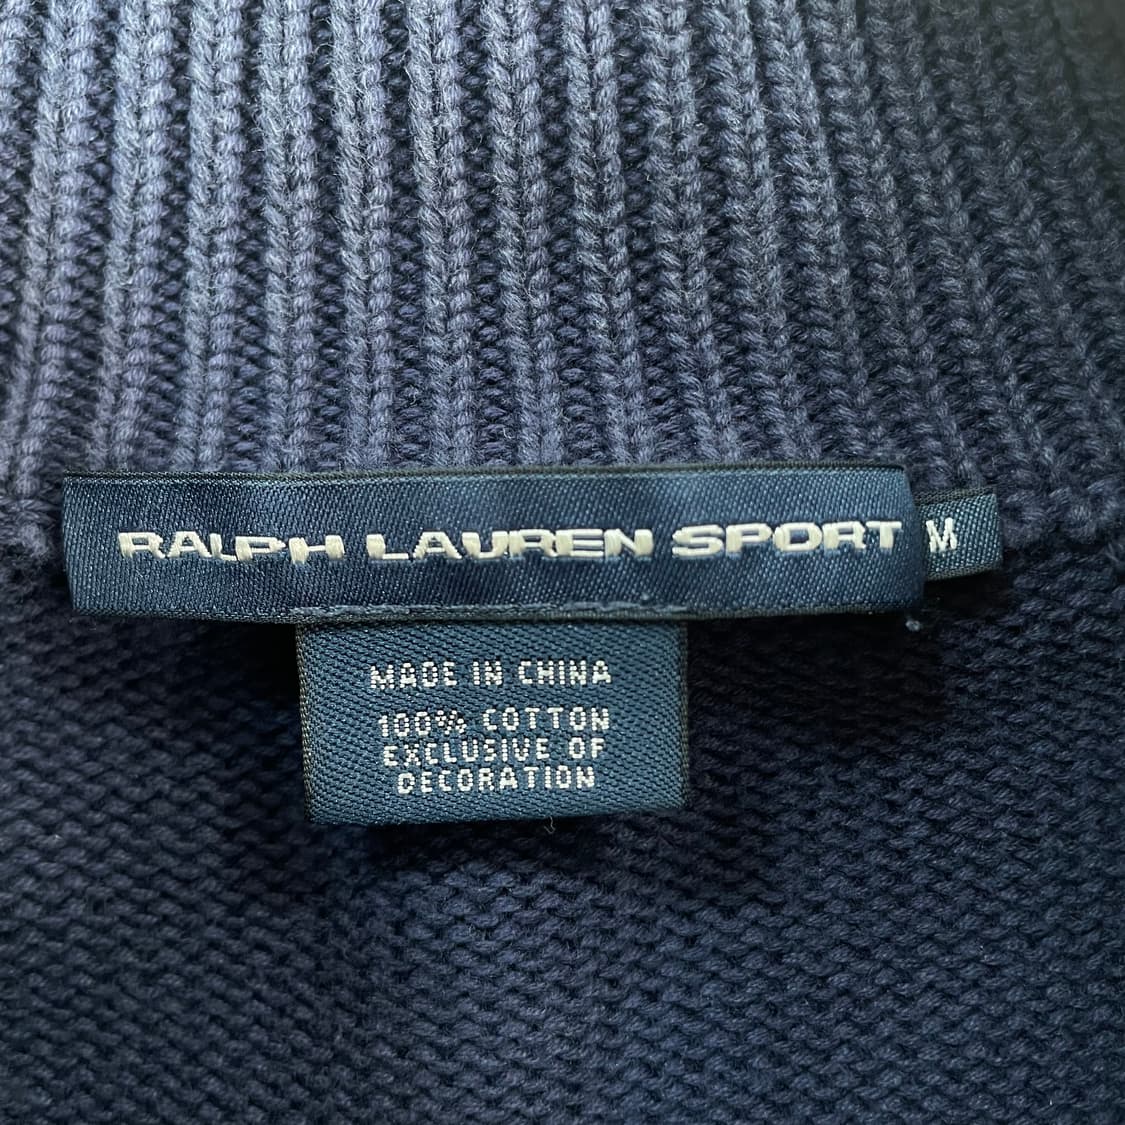 RALPH LAUREN SPORT
M
MADE IN CHINA
100% COTTON
EXCLUSIVE OF
DECORATION